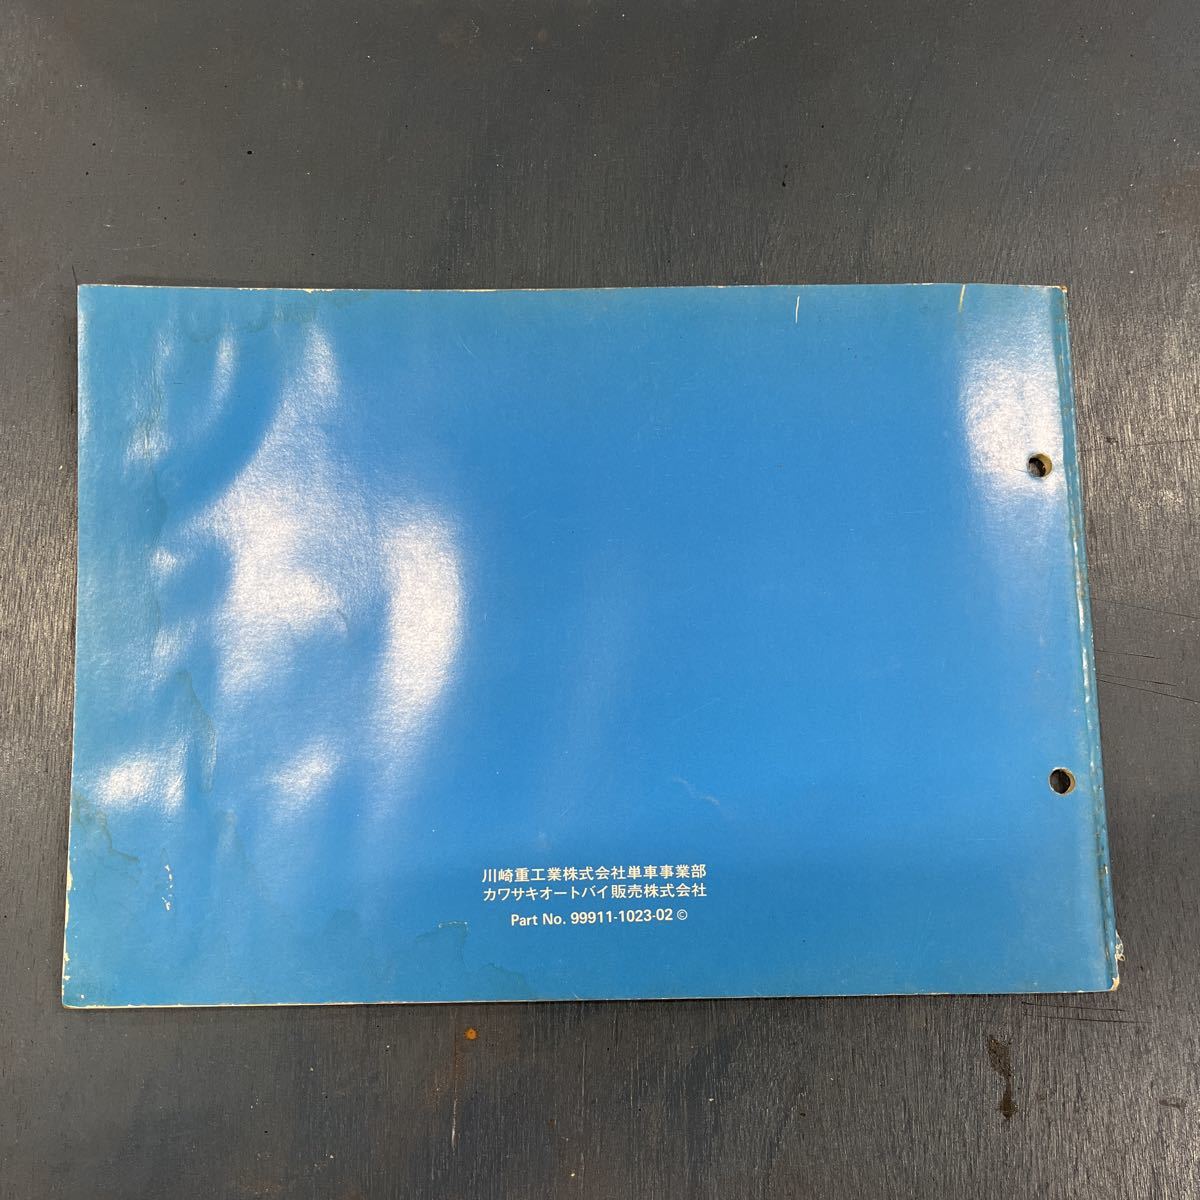 川崎重工業株式会社単車事業部
カワサキオートバイ販売株式会社
Part No. 99911-1023-02 ©